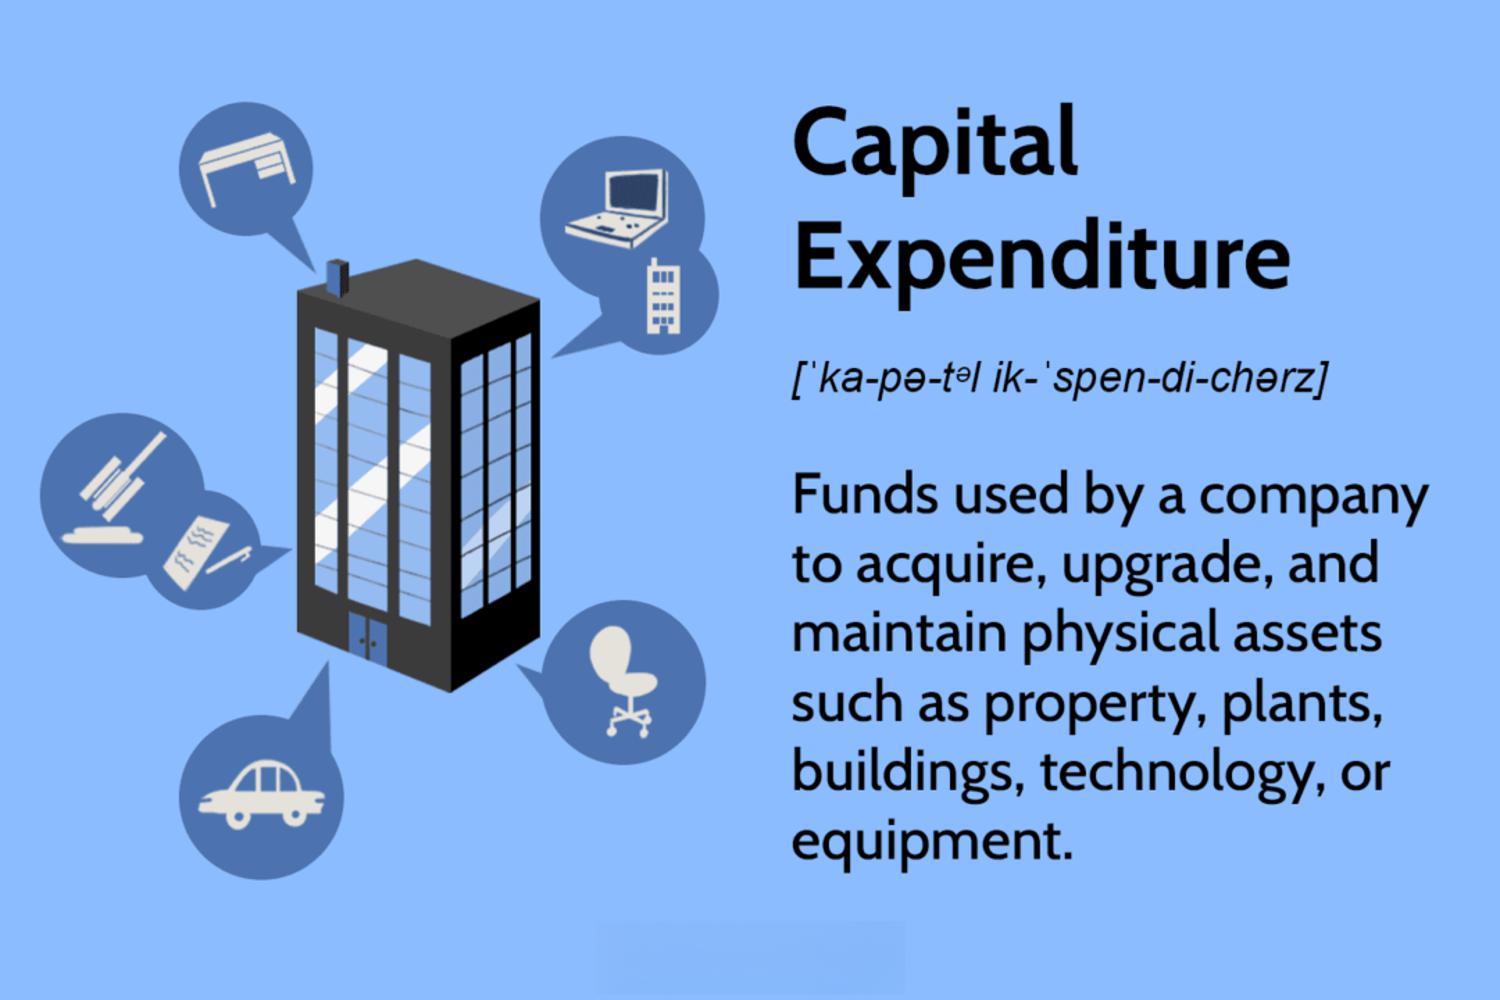 Capital
Expenditure
[ˈka-pə-tᵊl ik-ˈspen-di-chərz]
Funds used by a company
to acquire, upgrade, and
maintain physical assets
such as property, plants,
buildings, technology, or
equipment.